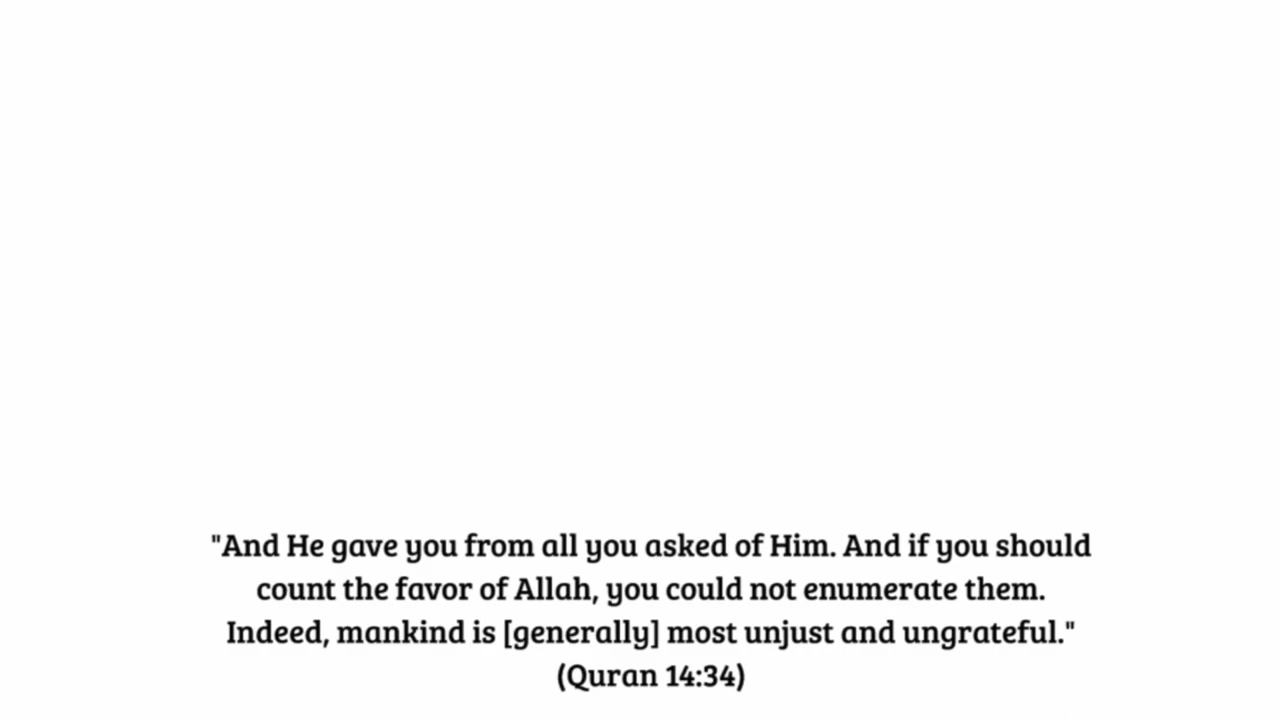 "And He gave you from all you asked of Him. And if you should
count the favor of Allah, you could not enumerate them.
Indeed, mankind is [generally] most unjust and ungrateful."
(Quran 14:34)